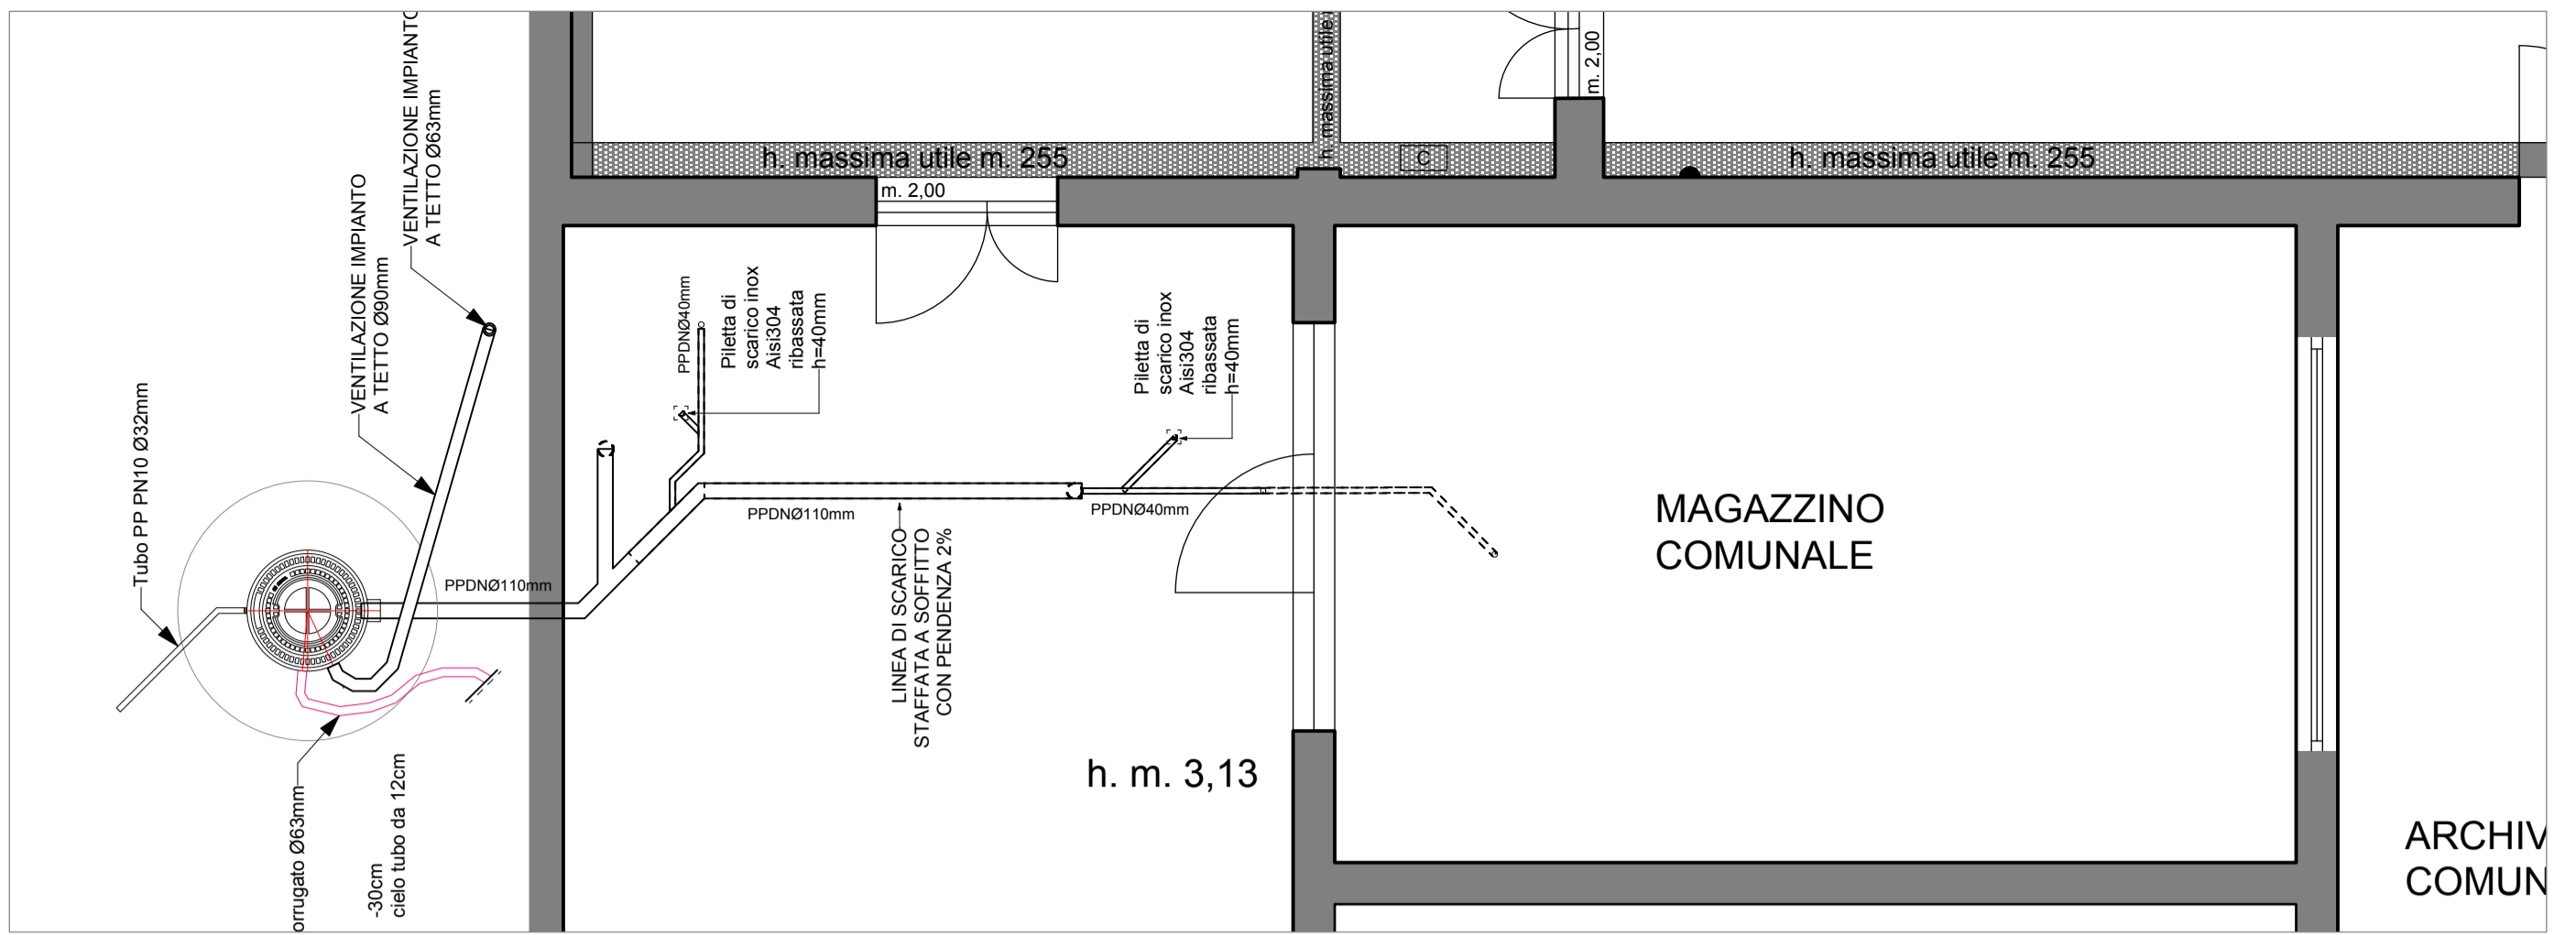 VENTILAZIONE IMPIANTO
A TETTO Ø63mm
VENTILAZIONE IMPIANTO
A TETTO Ø90mm
Tubo PP PN10 Ø32mm
PPDNØ110mm
orrugato Ø63mm
-30cm
cielo tubo da 12cm
h. massima utile m. 255
h. massima utile
C
m. 2,00
h. massima utile m. 255
m. 2,00
PPDNØ40mm
Piletta di
scarico inox
Aisi304
ribassata
h=40mm
Piletta di
scarico inox
Aisi304
ribassata
h=40mm
PPDNØ110mm
PPDNØ40mm
LINEA DI SCARICO
STAFFATA A SOFFITTO
CON PENDENZA 2%
h. m. 3,13
MAGAZZINO
COMUNALE
ARCHIV
COMUN